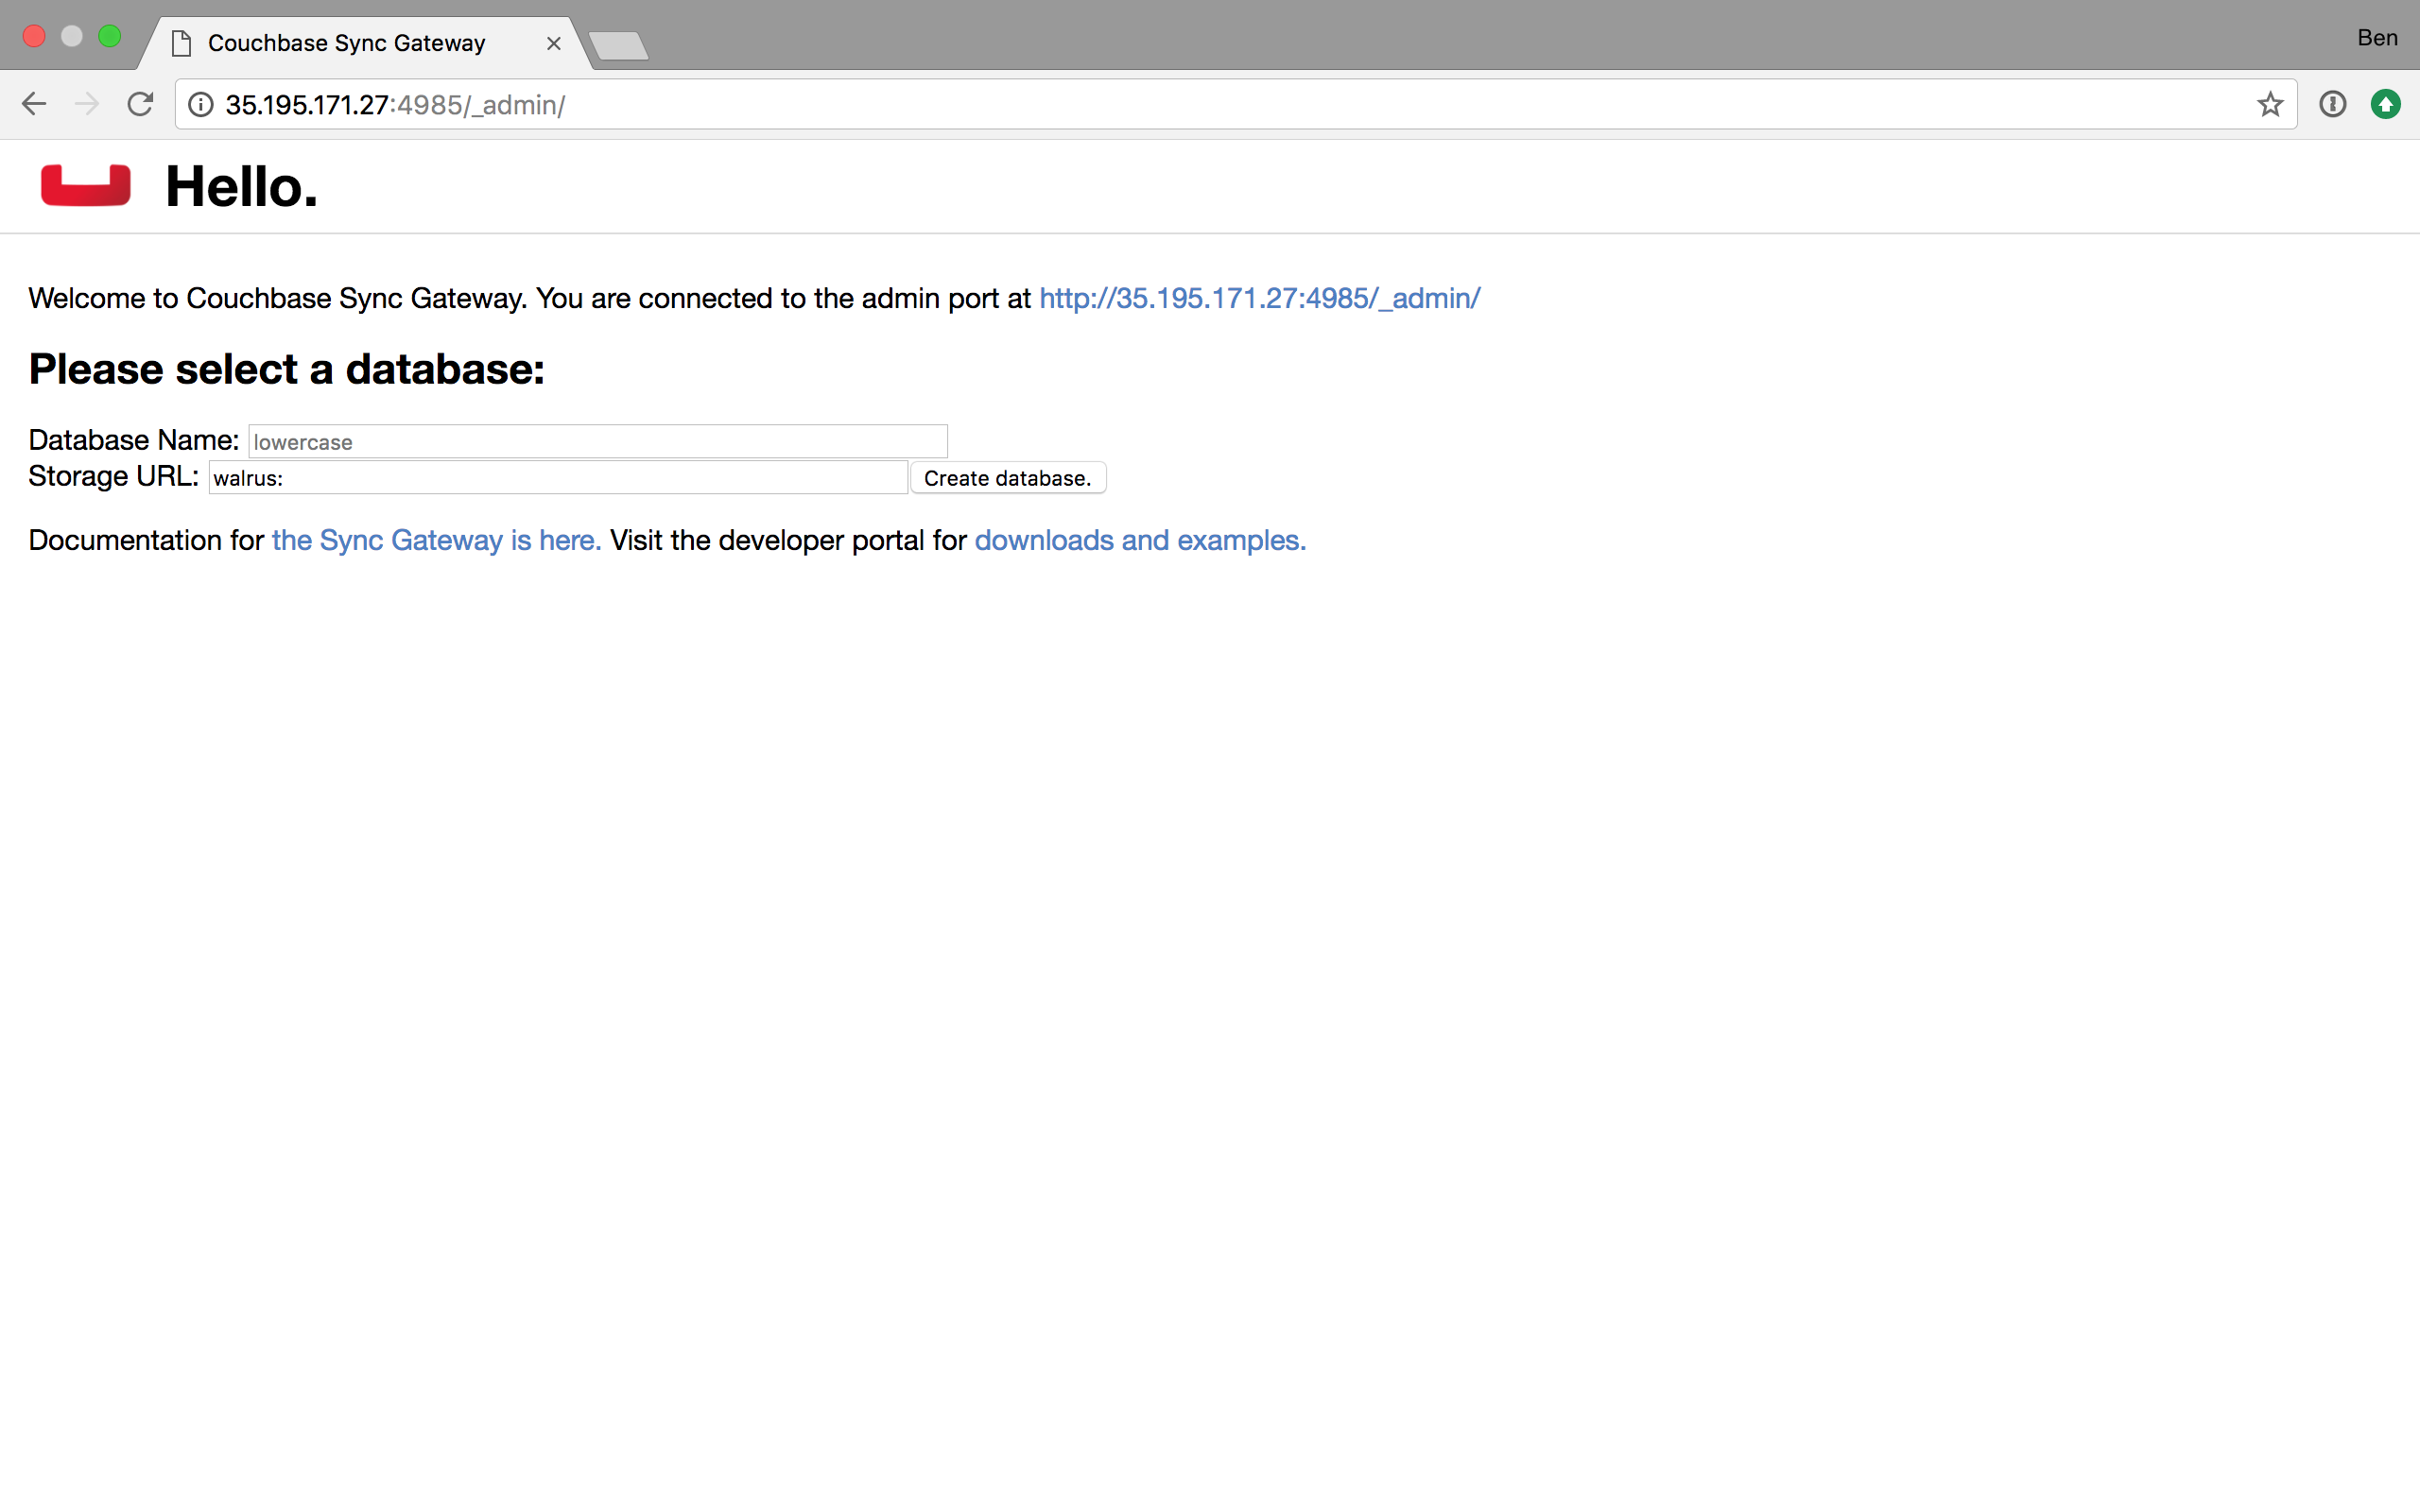 Couchbase Sync Gateway
Ben
35.195.171.27:4985/_admin/
Hello.
Welcome to Couchbase Sync Gateway. You are connected to the admin port at http://35.195.171.27:4985/_admin/
Please select a database:
Database Name: lowercase
Storage URL: walrus: Create database.
Documentation for the Sync Gateway is here. Visit the developer portal for downloads and examples.